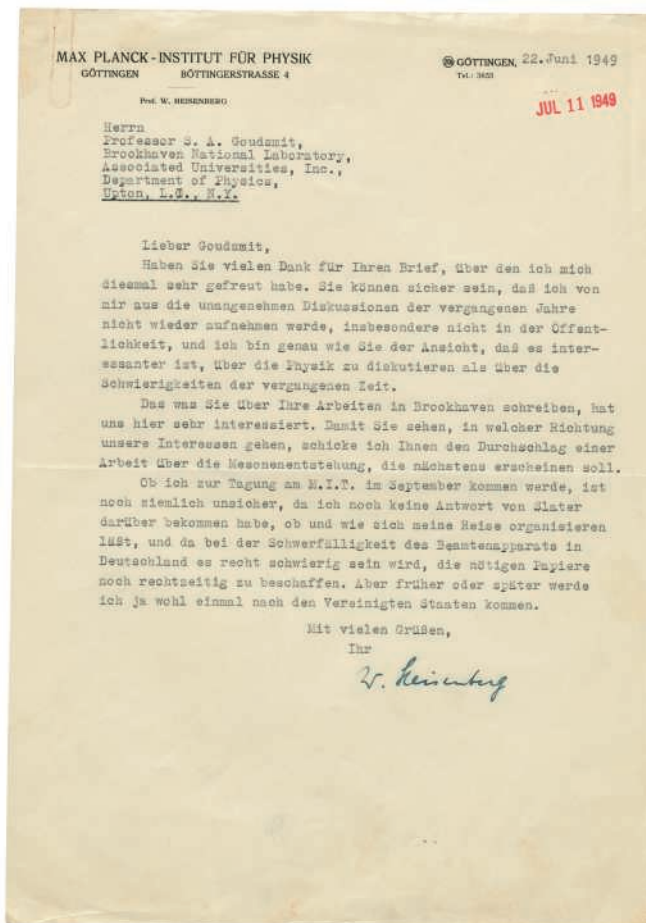 MAX PLANCK-INSTITUT FÜR PHYSIK
GÖTTINGEN BÖTTINGERSTRASSE 4
Prof. W. HEISENBERG
GÖTTINGEN, 22.Juni 1949
Tel.: 3653
JUL 11 1949
Herrn
Professor S. A. Goudsmit,
Brookhaven National Laboratory,
Associated Universities, Inc.,
Department of Physics,
Upton, L.G., N.Y.
Lieber Goudsmit,
Haben Sie vielen Dank für Ihren Brief, über den ich mich
diesmal sehr gefreut habe. Sie können sicher sein, daß ich von
mir aus die unangenehmen Diskussionen der vergangenen Jahre
nicht wieder aufnehmen werde, insbesondere nicht in der Öffent-
lichkeit, und ich bin genau wie Sie der Ansicht, daß es inter-
essanter ist, über die Physik zu diskutieren als über die
Schwierigkeiten der vergangenen Zeit.
Das was Sie über Ihre Arbeiten in Brookhaven schreiben, hat
uns hier sehr interessiert. Damit Sie sehen, in welcher Richtung
unsere Interessen gehen, schicke ich Ihnen den Durchschlag einer
Arbeit über die Mesonenentstehung, die nächstens erscheinen soll.
Ob ich zur Tagung am M.I.T. im September kommen werde, ist
noch ziemlich unsicher, da ich noch keine Antwort von Slater
darüber bekommen habe, ob und wie sich meine Reise organisieren
läßt, und da bei der Schwerfälligkeit des Beamtenapparats in
Deutschland es recht schwierig sein wird, die nötigen Papiere
noch rechtzeitig zu beschaffen. Aber früher oder später werde
ich ja wohl einmal nach den Vereinigten Staaten kommen.
Mit vielen Grüßen,
Ihr
W. Heisenberg